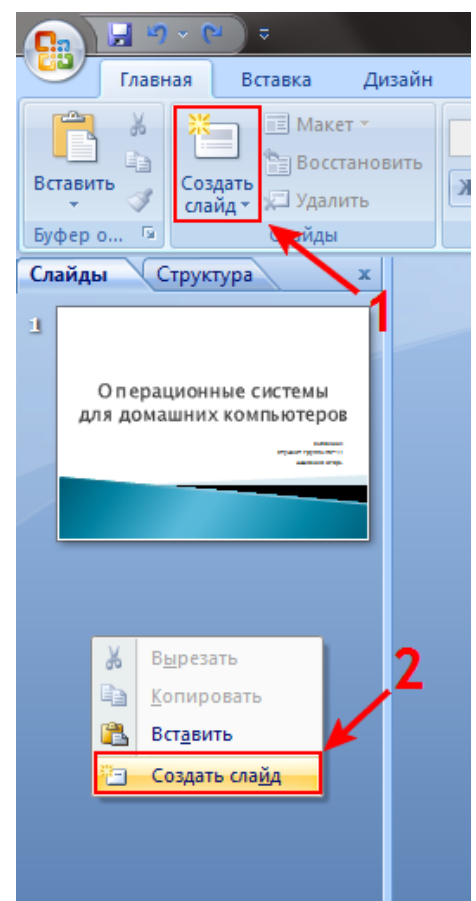 Главная Вставка Дизайн
Вставить
Создать слайд
Макет
Восстановить
Удалить
Ж
Буфер о...
Слайды
1
Слайды Структура x
1
Операционные системы
для домашних компьютеров
2
Вырезать
Копировать
Вставить
Создать слайд